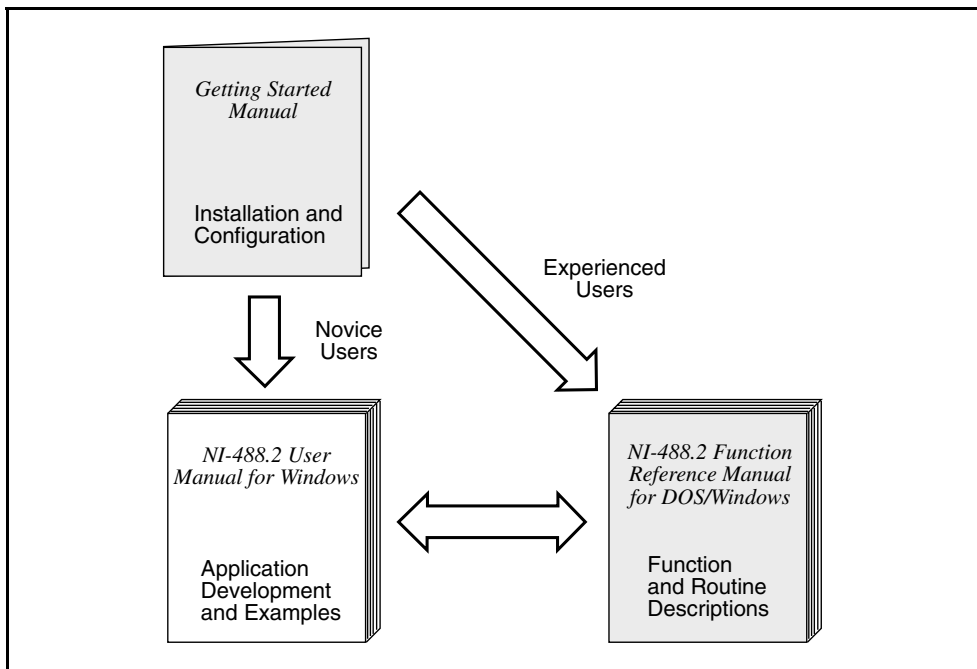 Getting Started
Manual
Installation and
Configuration
Experienced
Users
Novice
Users
NI-488.2 User
Manual for Windows
Application
Development
and Examples
NI-488.2 Function
Reference Manual
for DOS/Windows
Function
and Routine
Descriptions